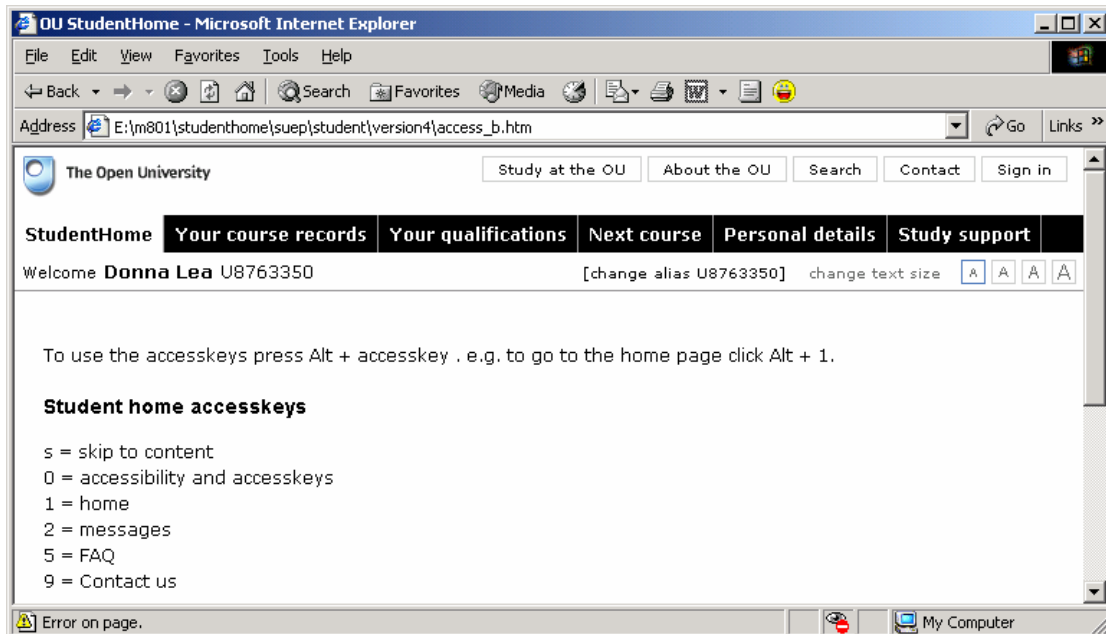 OU StudentHome - Microsoft Internet Explorer
File Edit View Favorites Tools Help
Back Search Favorites Media
Address E:\m801\studenthome\suep\student\version4\access_b.htm Go Links »
The Open University Study at the OU About the OU Search Contact Sign in
StudentHome Your course records Your qualifications Next course Personal details Study support
Welcome Donna Lea U8763350 [change alias U8763350] change text size A A A A
To use the accesskeys press Alt + accesskey . e.g. to go to the home page click Alt + 1.
Student home accesskeys
s = skip to content
0 = accessibility and accesskeys
1 = home
2 = messages
5 = FAQ
9 = Contact us
Error on page. My Computer